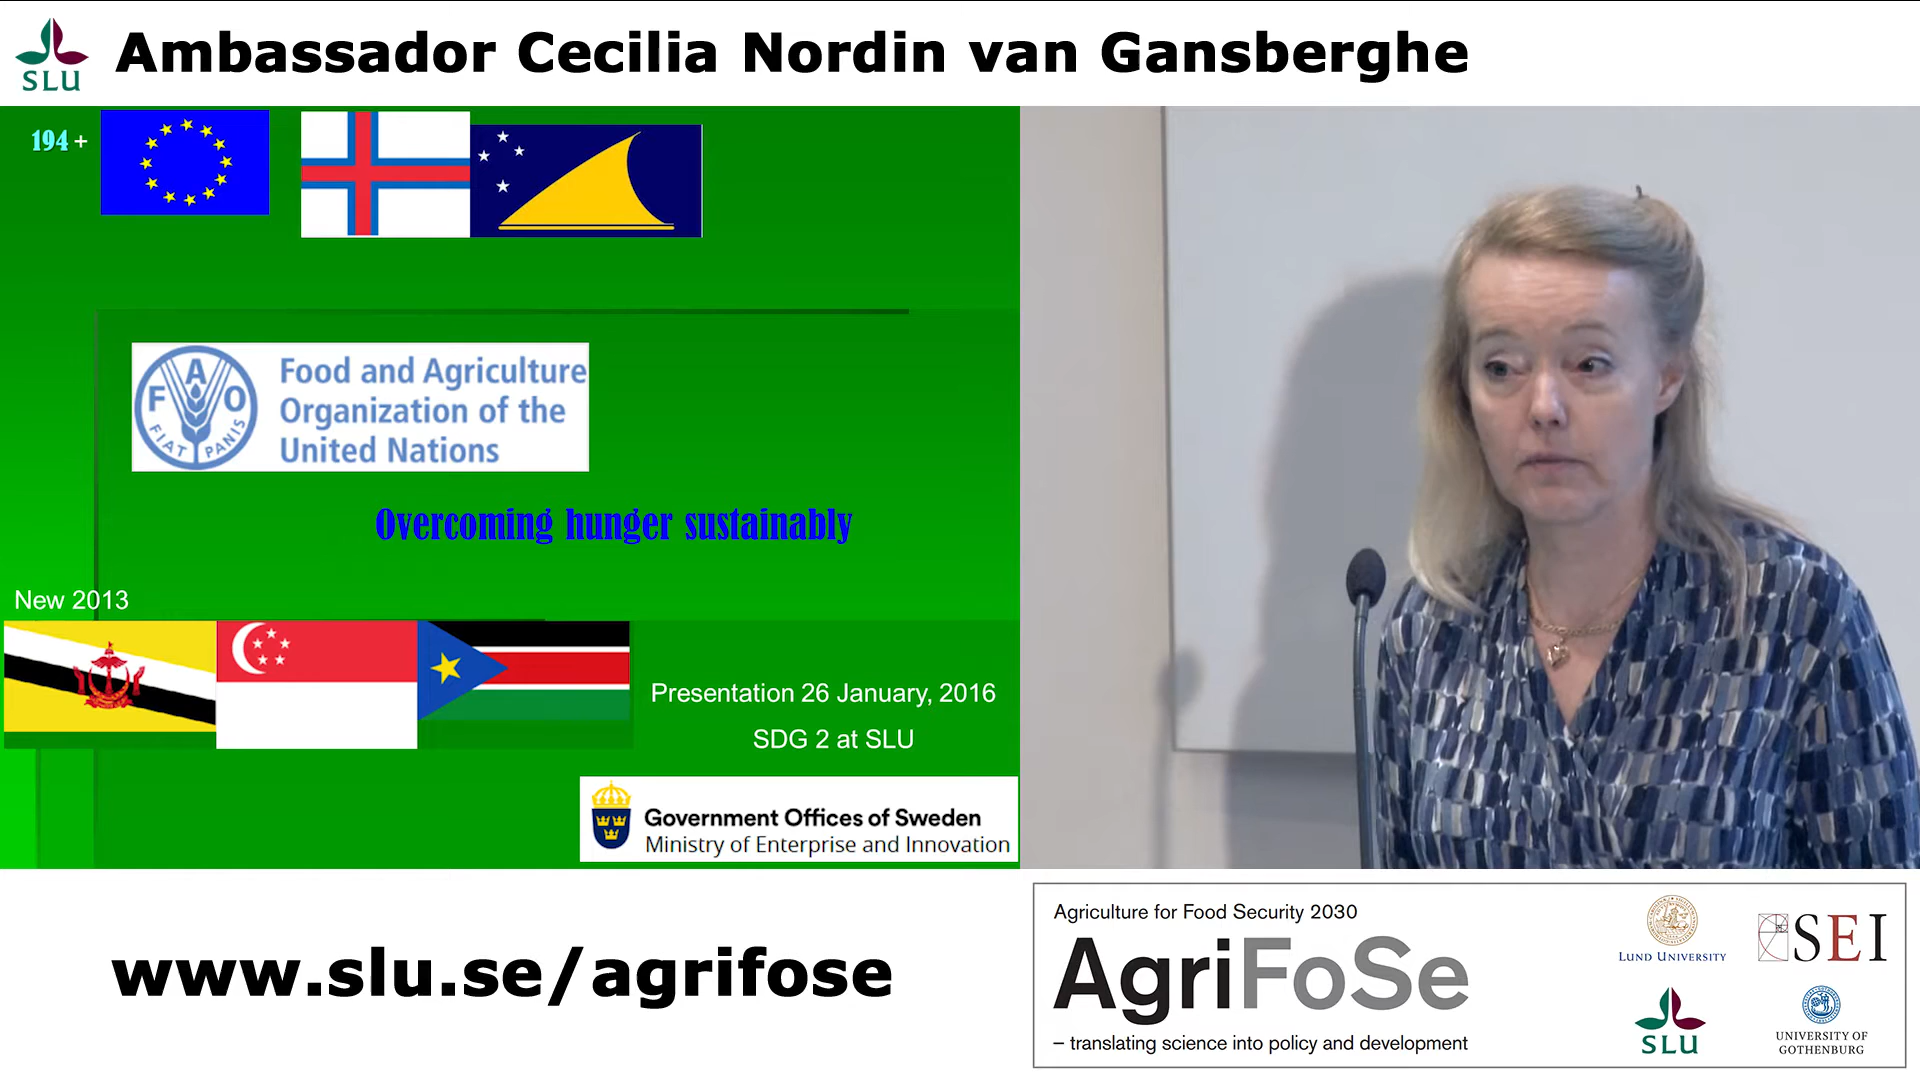 SLU
Ambassador Cecilia Nordin van Gansberghe
194 +
FAO
FIAT PANIS
Food and Agriculture
Organization of the
United Nations
Overcoming hunger sustainably
New 2013
Presentation 26 January, 2016
SDG 2 at SLU
Government Offices of Sweden
Ministry of Enterprise and Innovation
www.slu.se/agrifose
Agriculture for Food Security 2030
AgriFoSe
– translating science into policy and development
LUND UNIVERSITY
SEI
SLU
UNIVERSITY OF
GOTHENBURG